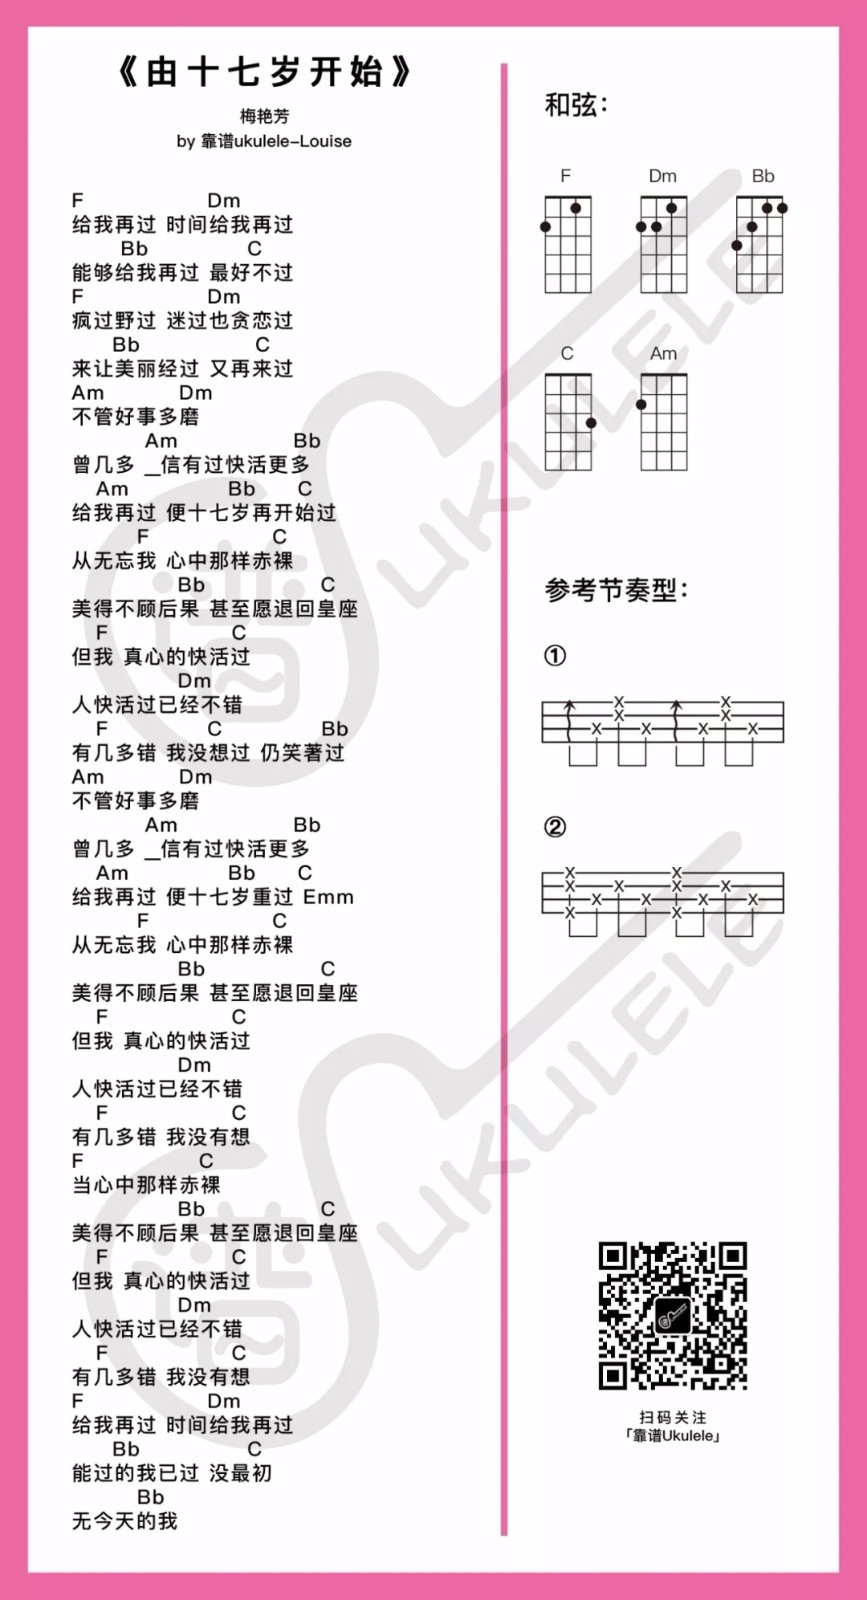 《由十七岁开始》
梅艳芳
by 靠谱ukulele-Louise
F Dm
给我再过 时间给我再过
Bb C
能够给我再过 最好不过
F Dm
疯过野过 迷过也贪恋过
Bb C
来让美丽经过 又再来过
Am Dm
不管好事多磨
Am Bb
曾几多 _信有过快活更多
Am Bb C
给我再过 便十七岁再开始过
F C
从无忘我 心中那样赤裸
Bb C
美得不顾后果 甚至愿退回皇座
F C
但我 真心的快活过
Dm
人快活过已经不错
F C Bb
有几多错 我没想过 仍笑著过
Am Dm
不管好事多磨
Am Bb
曾几多 _信有过快活更多
Am Bb C
给我再过 便十七岁重过 Emm
F C
从无忘我 心中那样赤裸
Bb C
美得不顾后果 甚至愿退回皇座
F C
但我 真心的快活过
Dm
人快活过已经不错
F C
有几多错 我没有想
F C
当心中那样赤裸
Bb C
美得不顾后果 甚至愿退回皇座
F C
但我 真心的快活过
Dm
人快活过已经不错
F C
有几多错 我没有想
F Dm
给我再过 时间给我再过
Bb C
能过的我已过 没最初
Bb
无今天的我
和弦：
F Dm Bb
C Am
参考节奏型：
①
②
扫码关注
「靠谱Ukulele」
谱 UKULELE
谱 UKULELE